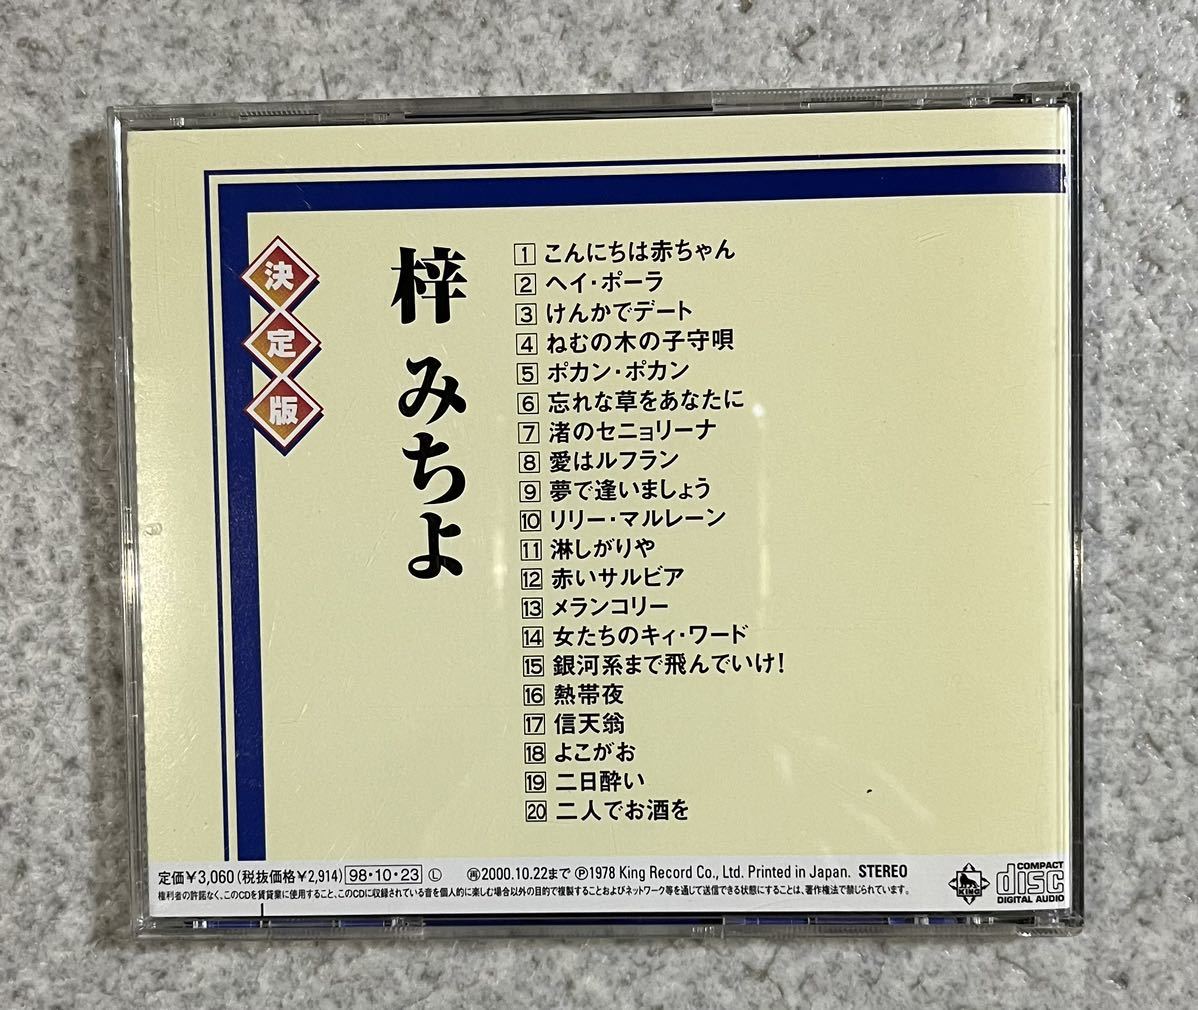 決定版
梓 みちよ
1 こんにちは赤ちゃん
2 ヘイ・ポーラ
3 けんかでデート
4 ねむの木の子守唄
5 ポカン・ポカン
6 忘れな草をあなたに
7 渚のセニョリーナ
8 愛はルフラン
9 夢で逢いましょう
10 リリー・マルレーン
11 淋しがりや
12 赤いサルビア
13 メランコリー
14 女たちのキィ・ワード
15 銀河系まで飛んでいけ!
16 熱帯夜
17 信天翁
18 よこがお
19 二日酔い
20 二人でお酒を
定価¥3,060(税抜価格¥2,914) 98・10・23 Ⓛ ㊢2000.10.22まで Ⓟ1978 King Record Co., Ltd. Printed in Japan. STEREO
権利者の許諾なく、このCDを賃貸業に使用すること、このCDに収録されている音を個人的に楽しむ場合以外の目的で複製することおよびネットワーク等を通じて送信できる状態にすることは、著作権法で禁じられています。
KING
COMPACT
disc
DIGITAL AUDIO